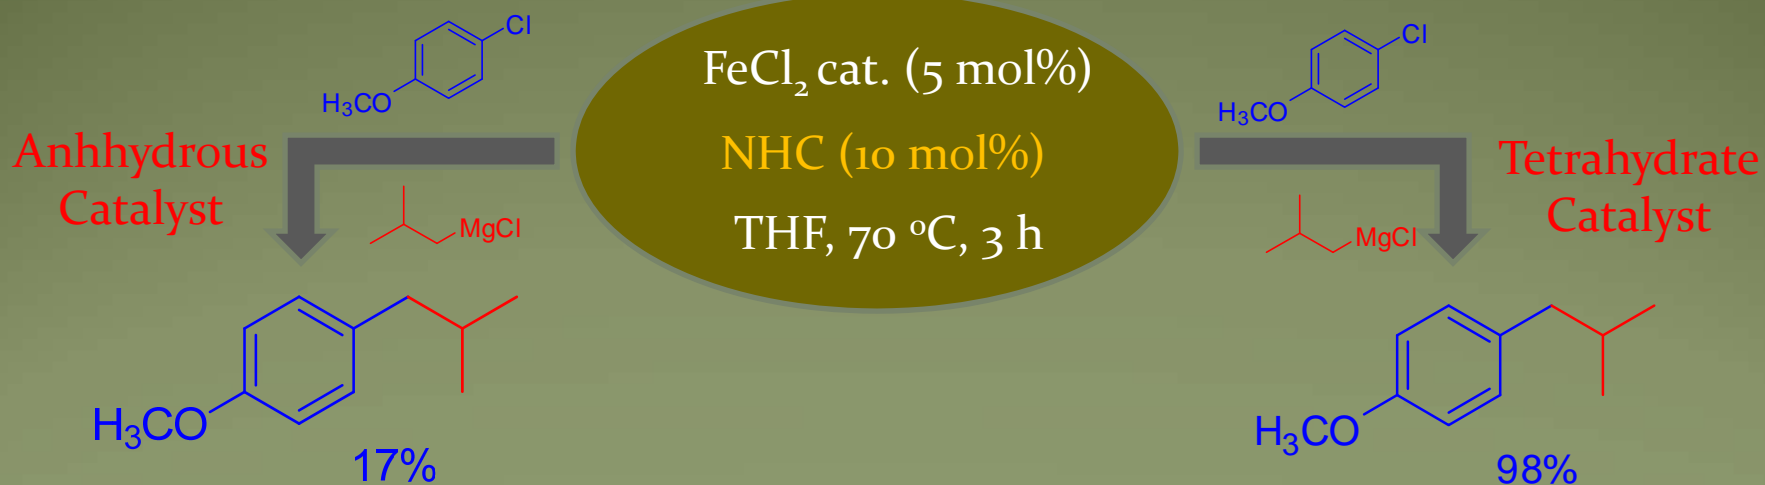 Cl
H₃CO
Anhhydrous
Catalyst
MgCl
H₃CO
17%
FeCl₂ cat. (5 mol%)
NHC (10 mol%)
THF, 70 ºC, 3 h
Cl
H₃CO
Tetrahydrate
Catalyst
MgCl
H₃CO
98%